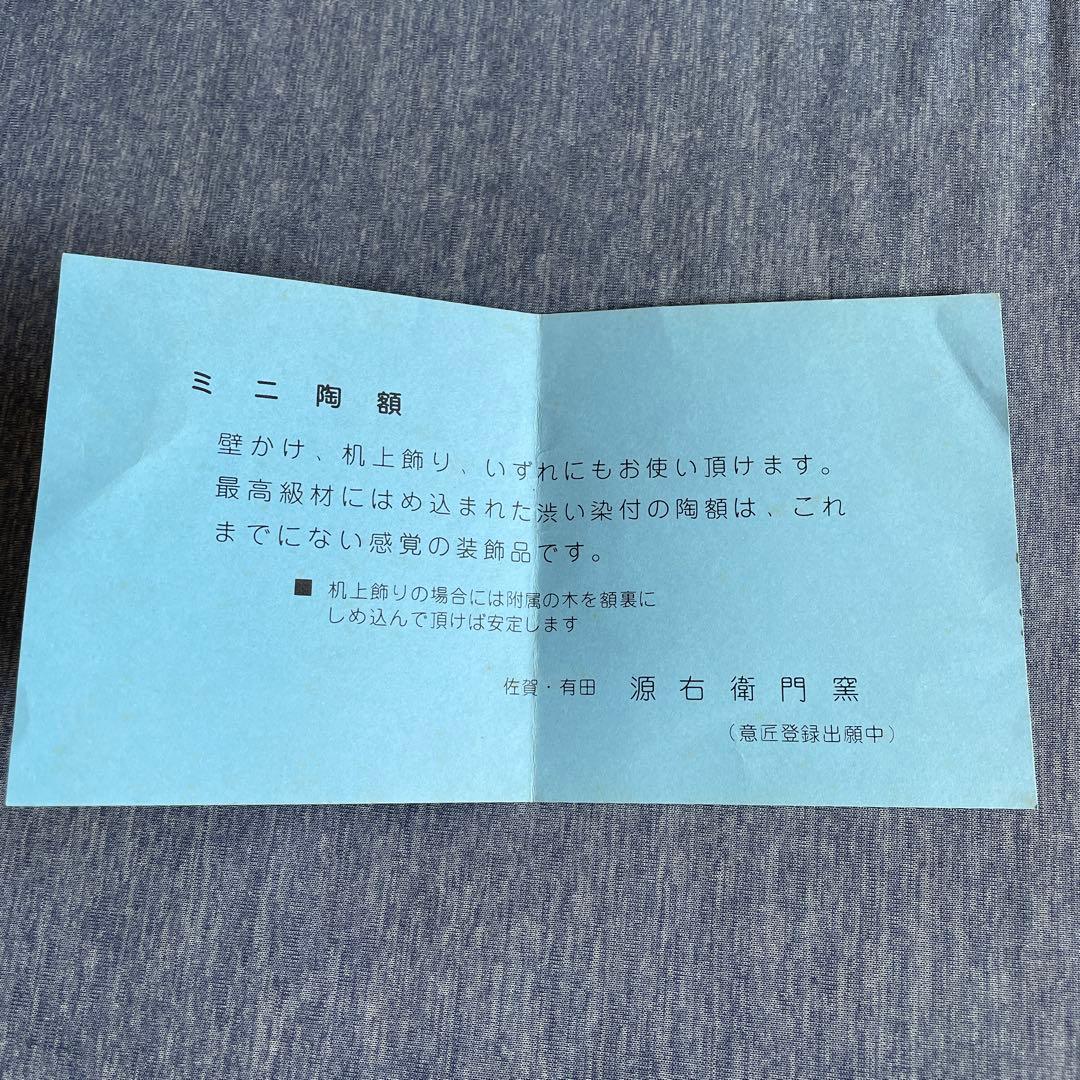 ミニ陶額
壁かけ、机上飾り、いずれにもお使い頂けます。
最高級材にはめ込まれた渋い染付の陶額は、これ
までにない感覚の装飾品です。
■ 机上飾りの場合には附属の木を額裏に
しめ込んで頂けば安定します
佐賀・有田 源右衛門窯
(意匠登録出願中)